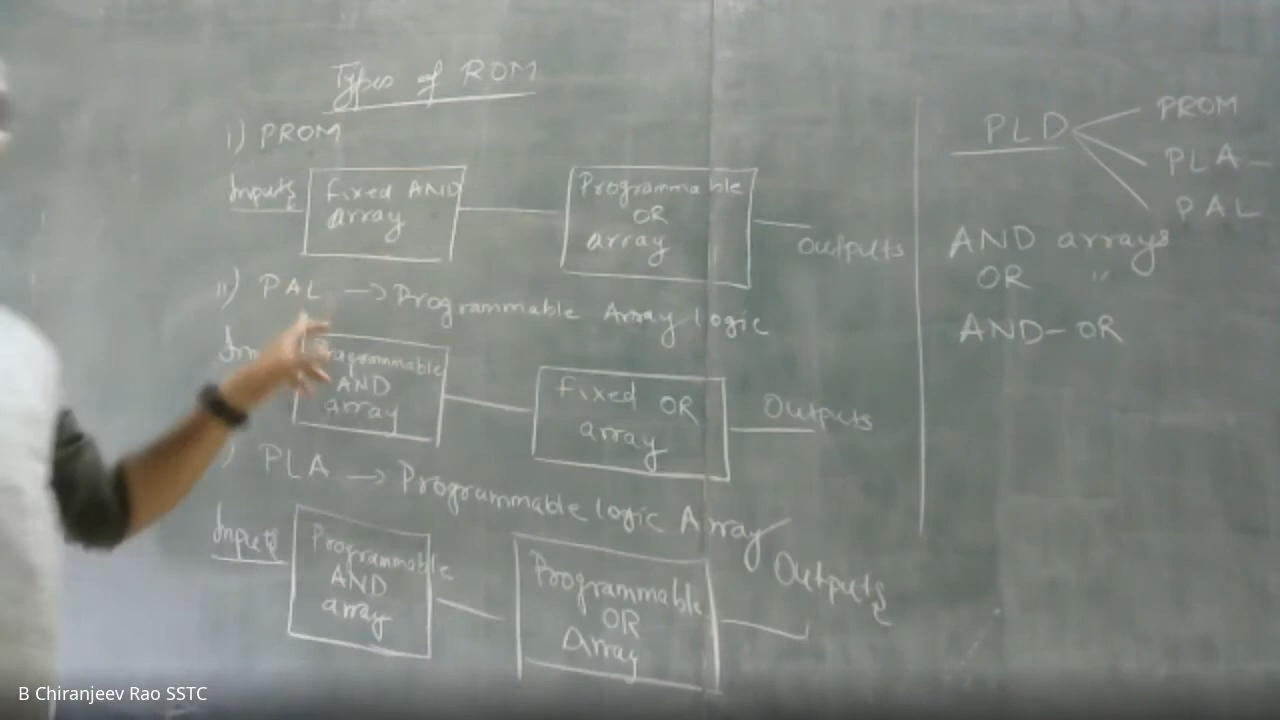 Types of ROM
i) PROM
Inputs
Fixed AND
array
Programmable
OR
array
Outputs
ii) PAL → Programmable Array logic
Programmable
AND
array
Fixed OR
array
Outputs
) PLA → Programmable logic Array
Inputs
Programmable
AND
array
Programmable
OR
Array
Outputs
PLD
PROM
PLA -
PAL
AND arrays
OR "
AND-OR
B Chiranjeev Rao SSTC